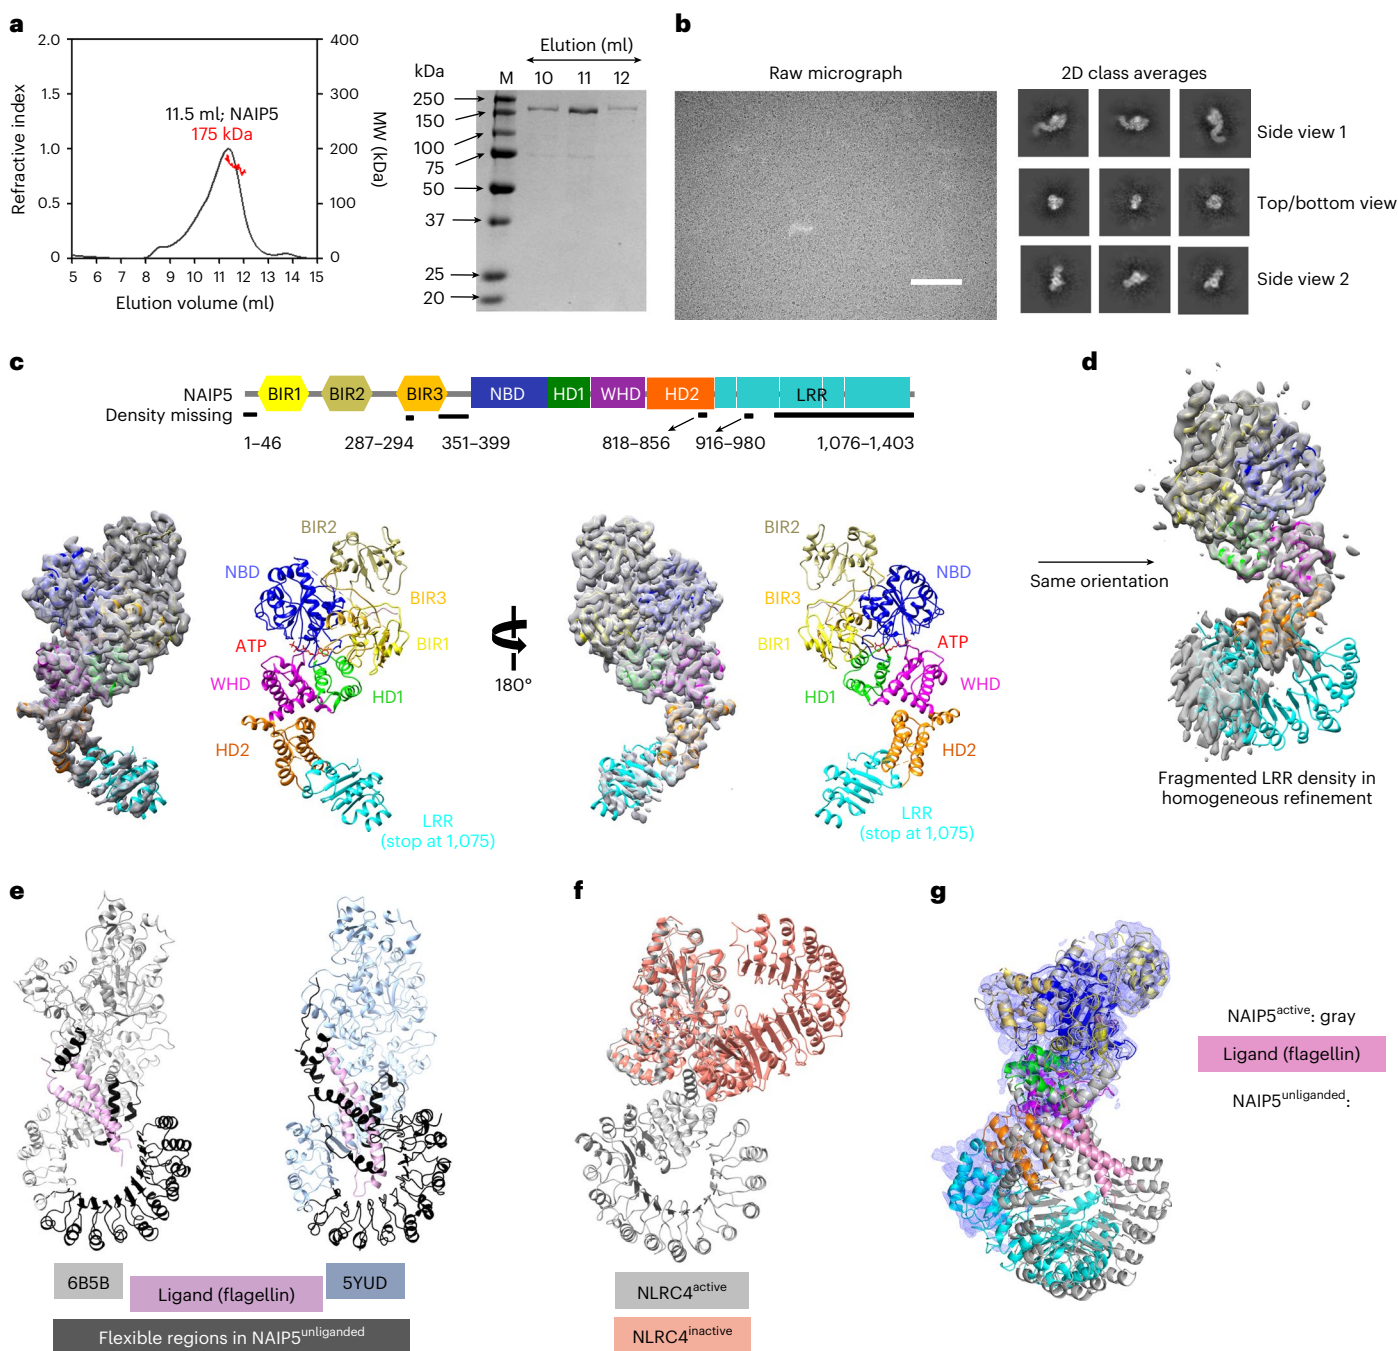 a
2.0
1.5
1.0
0.5
0
Refractive index
400
300
200
100
0
MW (kDa)
11.5 ml; NAIP5
175 kDa
5 6 7 8 9 10 11 12 13 14 15
Elution volume (ml)
Elution (ml)
kDa
M 10 11 12
250
150
100
75
50
37
25
20
b
Raw micrograph
2D class averages
Side view 1
Top/bottom view
Side view 2
c
NAIP5
BIR1 BIR2 BIR3 NBD HD1 WHD HD2 LRR
Density missing
1–46 287–294 351–399 818–856 916–980 1,076–1,403
BIR2
NBD
BIR3
BIR1
ATP
WHD
HD1
HD2
LRR
(stop at 1,075)
180°
BIR2
NBD
BIR3
BIR1
ATP
WHD
HD1
HD2
LRR
(stop at 1,075)
d
Same orientation
Fragmented LRR density in
homogeneous refinement
e
6B5B
Ligand (flagellin)
5YUD
Flexible regions in NAIP5unliganded
f
NLRC4active
NLRC4inactive
g
NAIP5active: gray
Ligand (flagellin)
NAIP5unliganded: